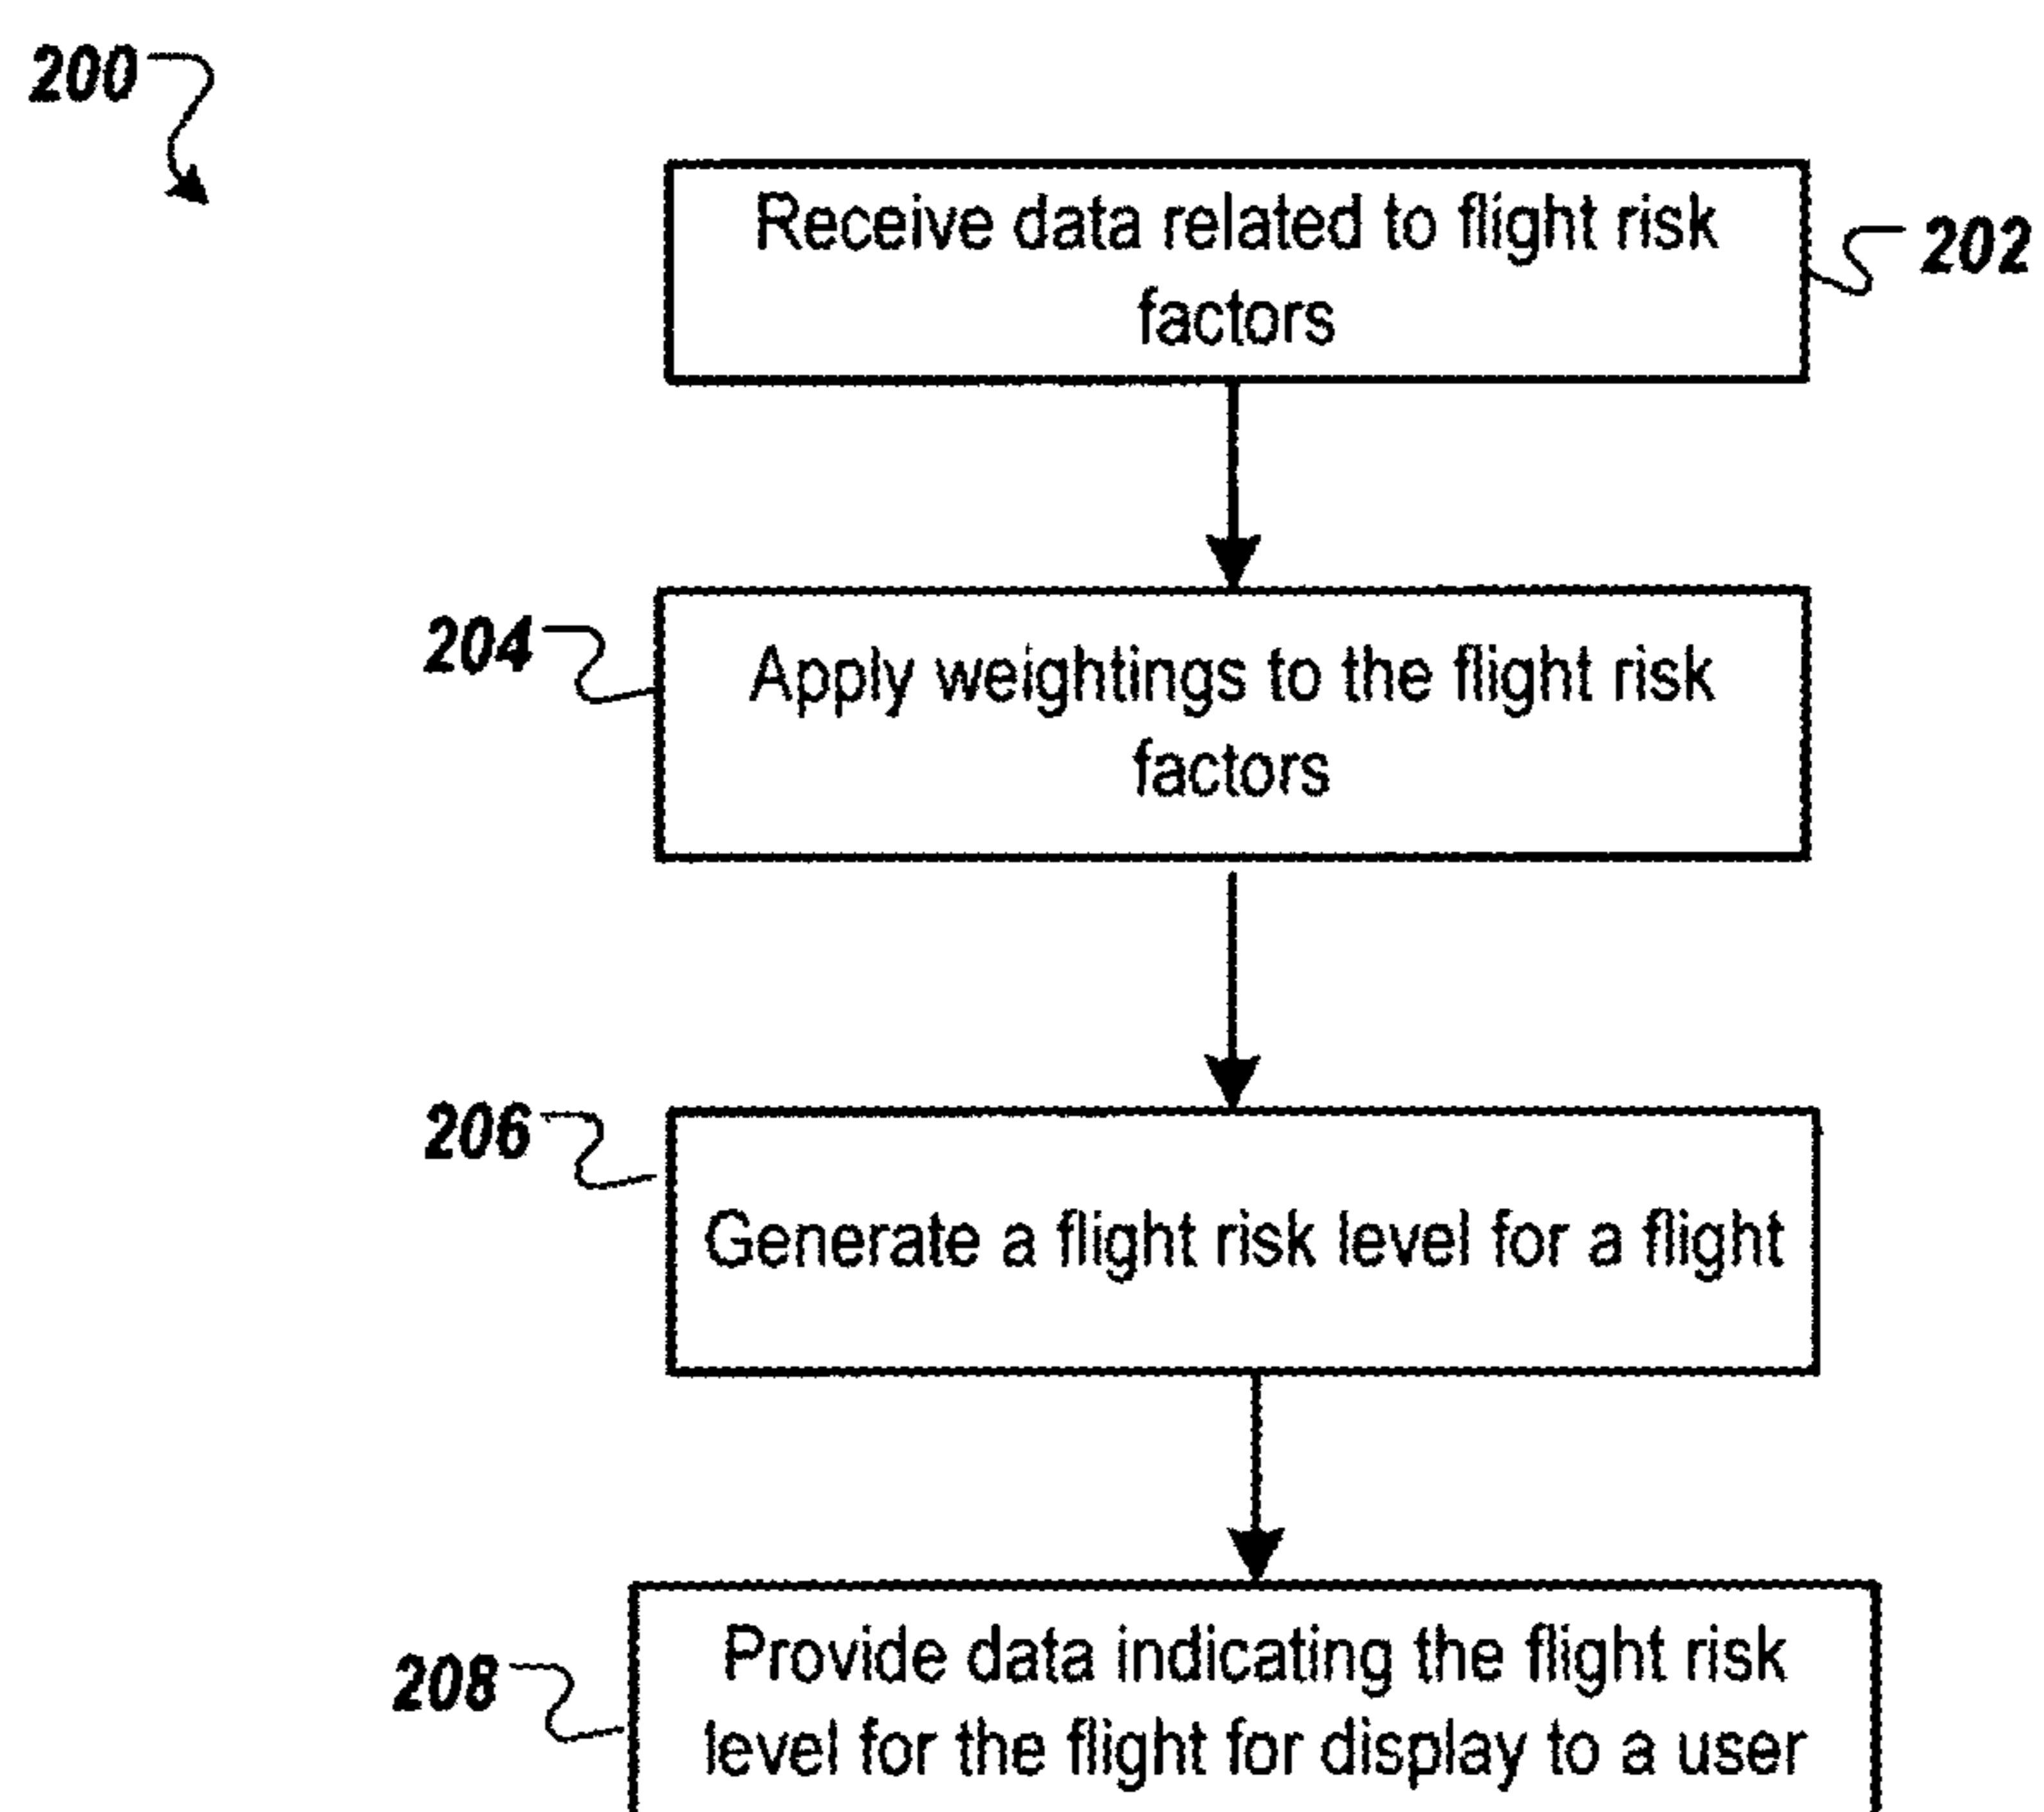 200
Receive data related to flight risk
factors
202
204
Apply weightings to the flight risk
factors
206
Generate a flight risk level for a flight
208
Provide data indicating the flight risk
level for the flight for display to a user